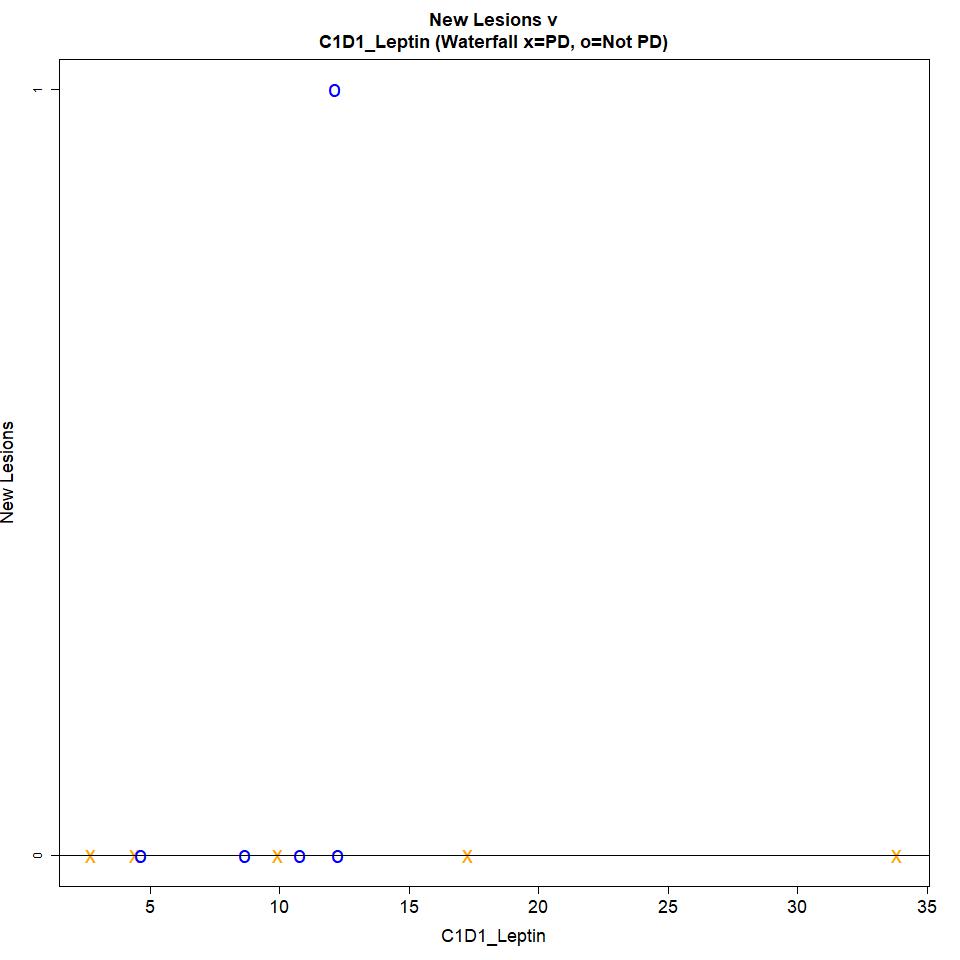 New Lesions v
C1D1_Leptin (Waterfall x=PD, o=Not PD)
1
New Lesions
0
x x o o x o o x x
o
5 10 15 20 25 30 35
C1D1_Leptin